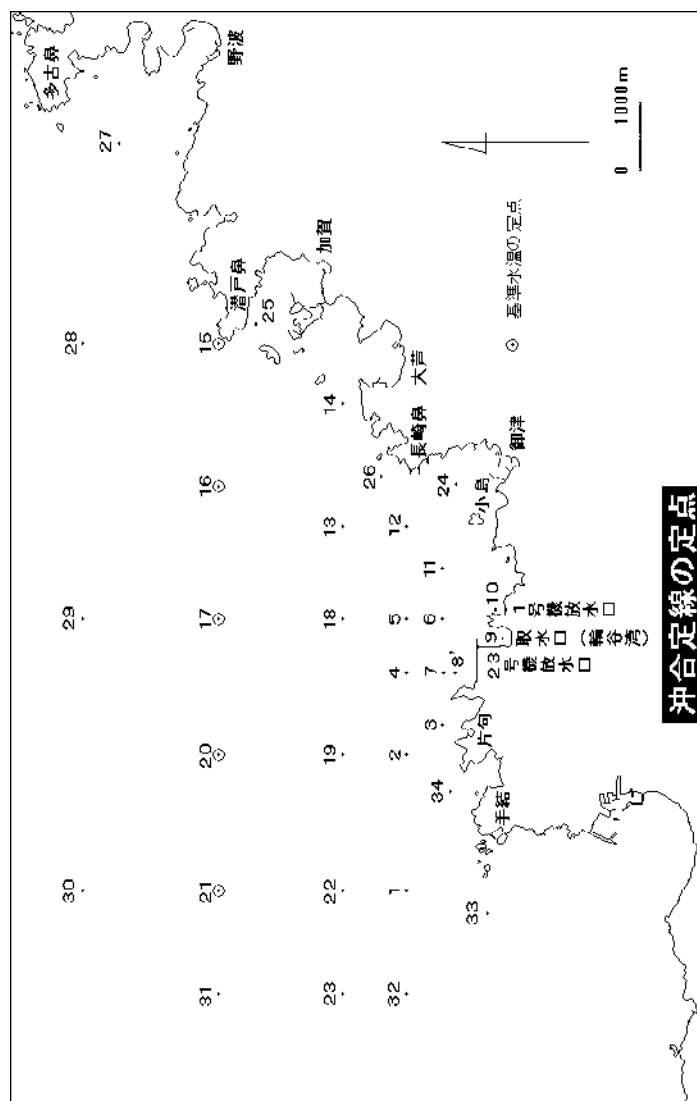 多古鼻
30 29 28
27
31 21 20 17 16 15
野波
潜戸鼻
25
23 22 19 18 13 14
加賀
26
32 1 2 4 5 12
長崎鼻
大芦
34 3 7 6 11 24
8'
33
片句
小島
手結
9
10
御津
23号機放水口
取水口（輪谷湾）
1号機放水口
基準水温の定点
0 1000m
沖合定線の定点